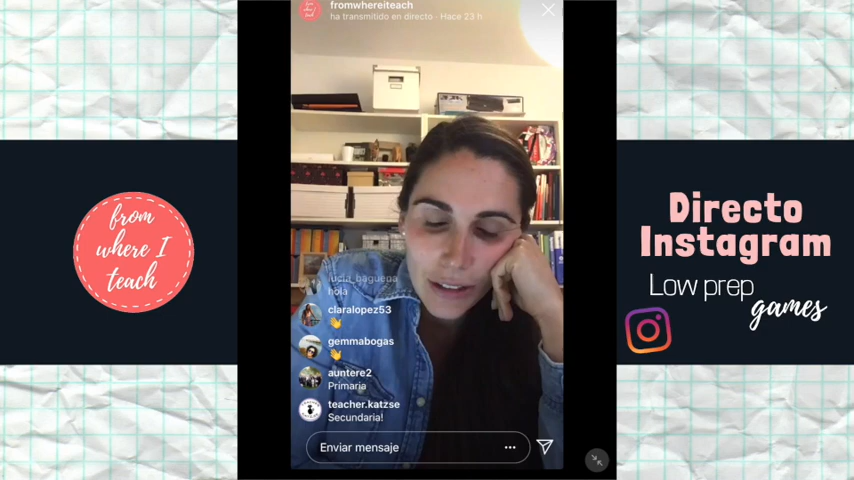 fromwhereiteach
ha transmitido en directo · Hace 23 h
from
where I
teach
Directo
Instagram
Low prep
games
lucia_baguena
hola
claralopez53
👋
gemmabogas
👋
auntere2
Primaria
teacher.katzse
Secundaria!
Enviar mensaje